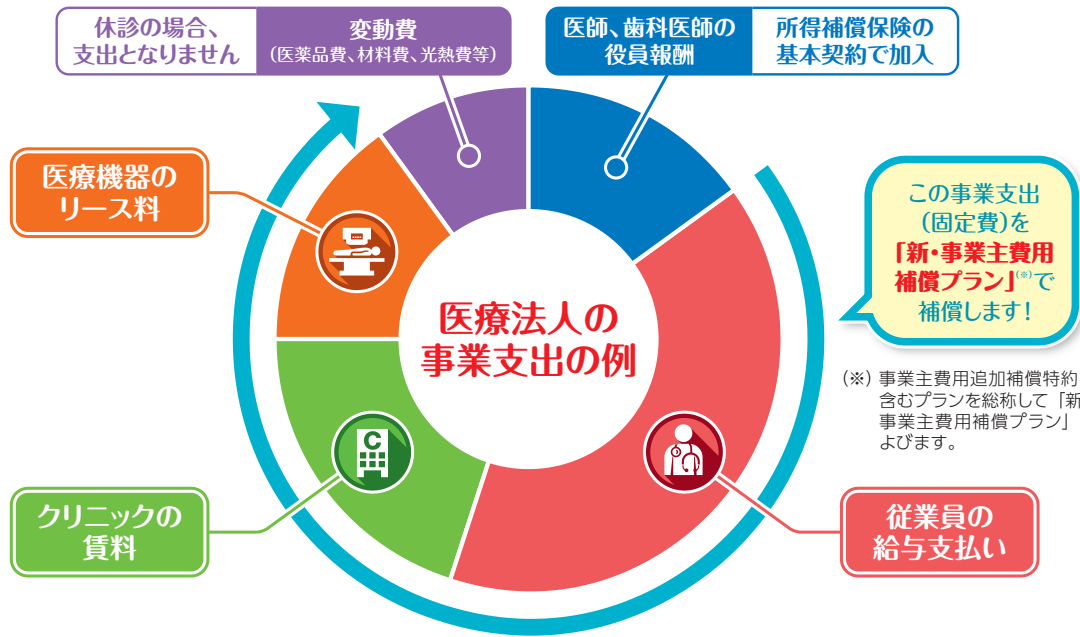 休診の場合、
支出となりません
変動費
(医薬品費、材料費、光熱費等)
医師、歯科医師の
役員報酬
所得補償保険の
基本契約で加入
医療機器の
リース料
この事業支出
(固定費)を
「新・事業主費用
補償プラン」(※)で
補償します!
医療法人の
事業支出の例
(※) 事業主費用追加補償特約
含むプランを総称して「新
事業主費用補償プラン」
よびます。
C
クリニックの
賃料
従業員の
給与支払い